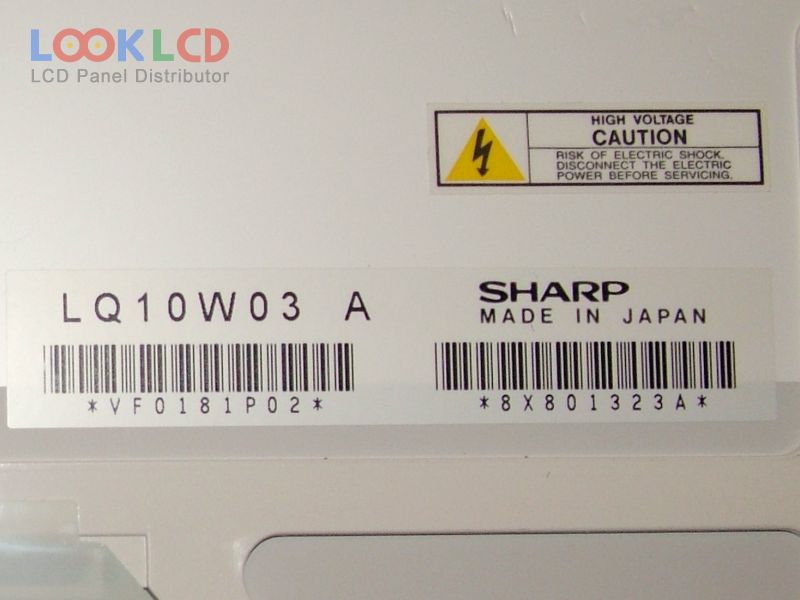 LOOKLCD
LCD Panel Distributor
HIGH VOLTAGE
CAUTION
RISK OF ELECTRIC SHOCK.
DISCONNECT THE ELECTRIC
POWER BEFORE SERVICING.
LQ10W03 A
*VF0181P02*
SHARP
MADE IN JAPAN
*8X801323A*